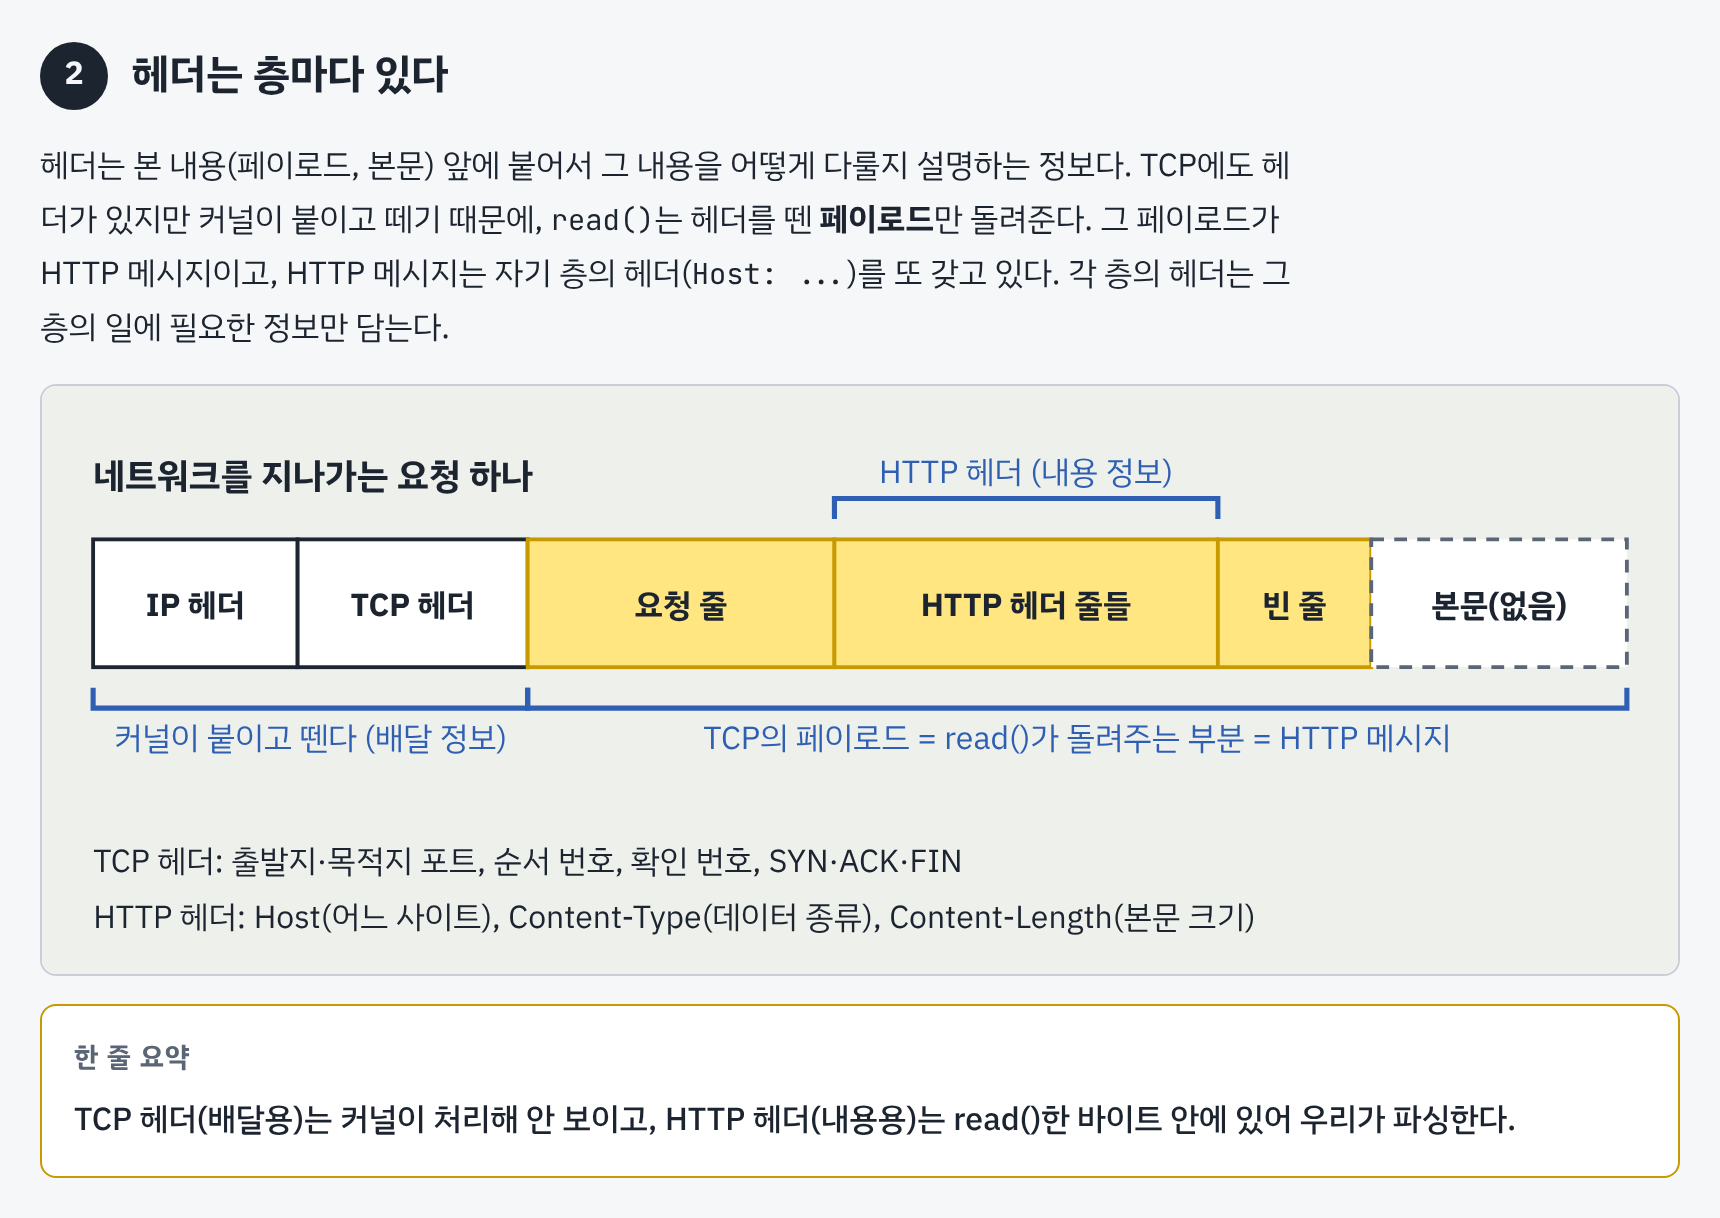 2 헤더는 층마다 있다
헤더는 본 내용(페이로드, 본문) 앞에 붙어서 그 내용을 어떻게 다룰지 설명하는 정보다. TCP에도 헤
더가 있지만 커널이 붙이고 떼기 때문에, read()는 헤더를 뗀 페이로드만 돌려준다. 그 페이로드가
HTTP 메시지이고, HTTP 메시지는 자기 층의 헤더(Host: ...)를 또 갖고 있다. 각 층의 헤더는 그
층의 일에 필요한 정보만 담는다.
네트워크를 지나가는 요청 하나
HTTP 헤더 (내용 정보)
IP 헤더 TCP 헤더 요청 줄 HTTP 헤더 줄들 빈 줄 본문(없음)
커널이 붙이고 뗀다 (배달 정보) TCP의 페이로드 = read()가 돌려주는 부분 = HTTP 메시지
TCP 헤더: 출발지·목적지 포트, 순서 번호, 확인 번호, SYN·ACK·FIN
HTTP 헤더: Host(어느 사이트), Content-Type(데이터 종류), Content-Length(본문 크기)
한 줄 요약
TCP 헤더(배달용)는 커널이 처리해 안 보이고, HTTP 헤더(내용용)는 read()한 바이트 안에 있어 우리가 파싱한다.